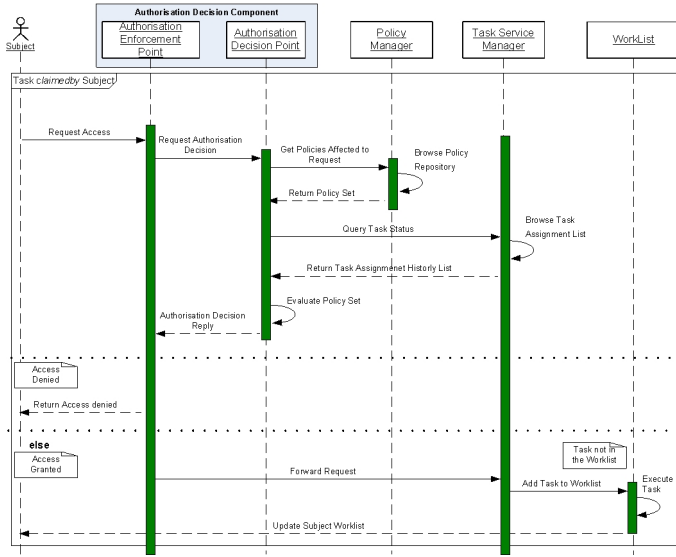 Authorisation Decision Component
Subject
Authorisation
Enforcement
Point
Authorisation
Decision Point
Policy
Manager
Task Service
Manager
WorkList
Task claimedby Subject
Request Access
Request Authorisation
Decision
Get Policies Affected to
Request
Browse Policy
Repository
Return Policy Set
Query Task Status
Browse Task
Assignment List
Return Task Assignmenet Historly List
Evaluate Policy Set
Authorisation Decision
Reply
Access
Denied
Return Access denied
else
Access
Granted
Task not in
the Worklist
Forward Request
Add Task to Worklist
Execute
Task
Update Subject Worklist